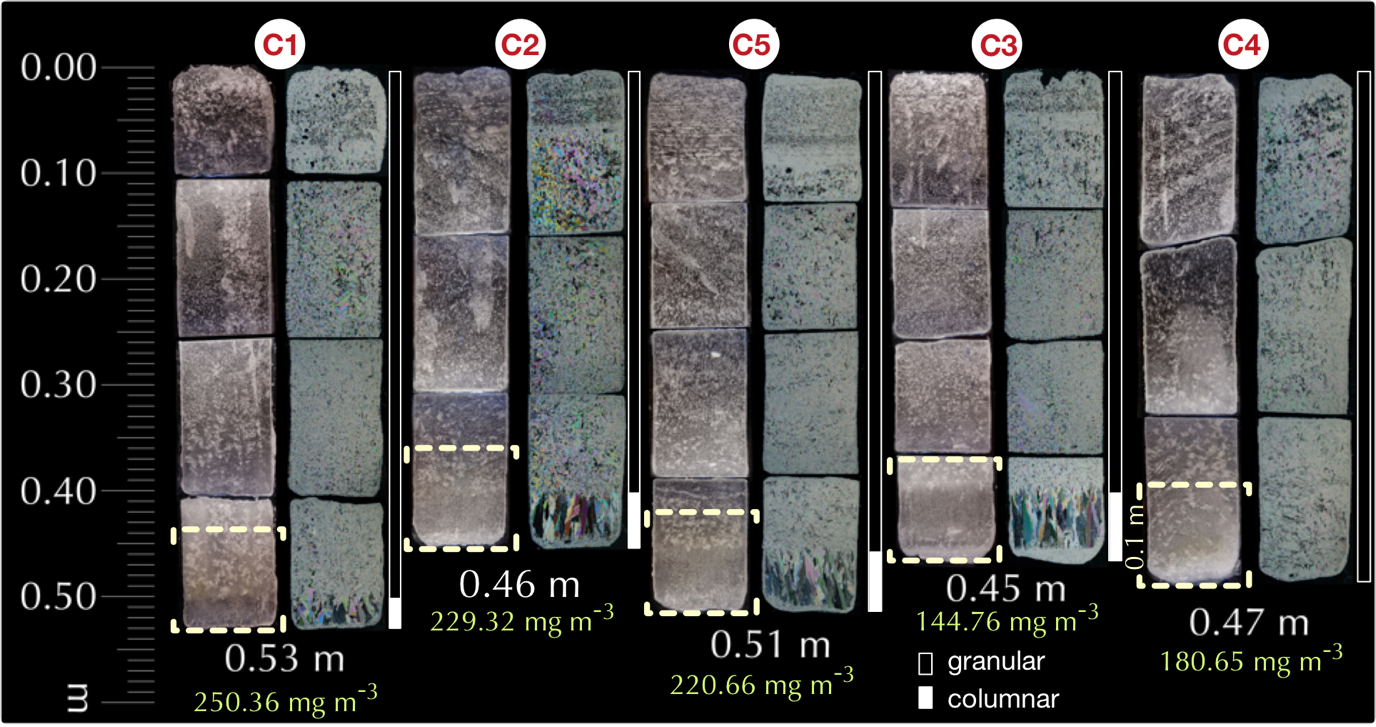 C1 C2 C5 C3 C4
0.00
0.10
0.20
0.30
0.40
0.50
m
0.1 m
0.53 m
250.36 mg m-3
0.46 m
229.32 mg m-3
0.51 m
220.66 mg m-3
0.45 m
144.76 mg m-3
0.47 m
180.65 mg m-3
granular
columnar